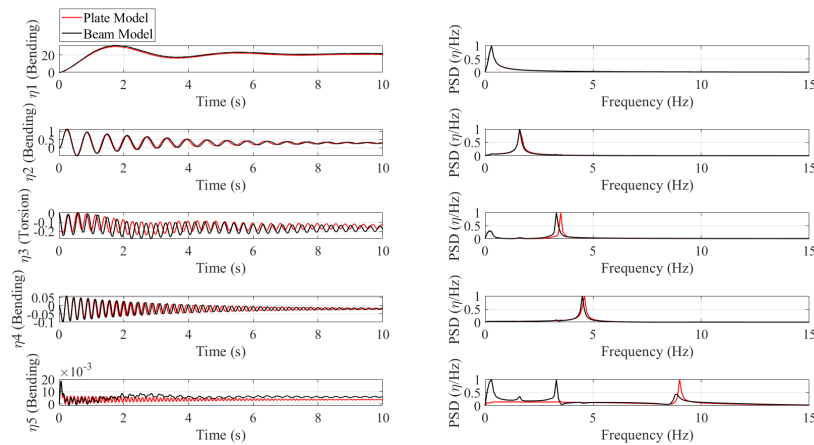 Plate Model
Beam Model
η1 (Bending)
20
0
0 2 4 6 8 10
Time (s)
PSD (η/Hz)
1
0.5
0
0 5 10 15
Frequency (Hz)
η2 (Bending)
1
0.5
0 2 4 6 8 10
Time (s)
PSD (η/Hz)
1
0.5
0
0 5 10 15
Frequency (Hz)
η3 (Torsion)
0
-0.1
-0.2
0 2 4 6 8 10
Time (s)
PSD (η/Hz)
1
0.5
0
0 5 10 15
Frequency (Hz)
η4 (Bending)
0.05
0
-0.1
0 2 4 6 8 10
Time (s)
PSD (η/Hz)
1
0.5
0
0 5 10 15
Frequency (Hz)
η5 (Bending)
×10⁻³
20
10
0
0 2 4 6 8 10
Time (s)
PSD (η/Hz)
1
0.5
0
0 5 10 15
Frequency (Hz)